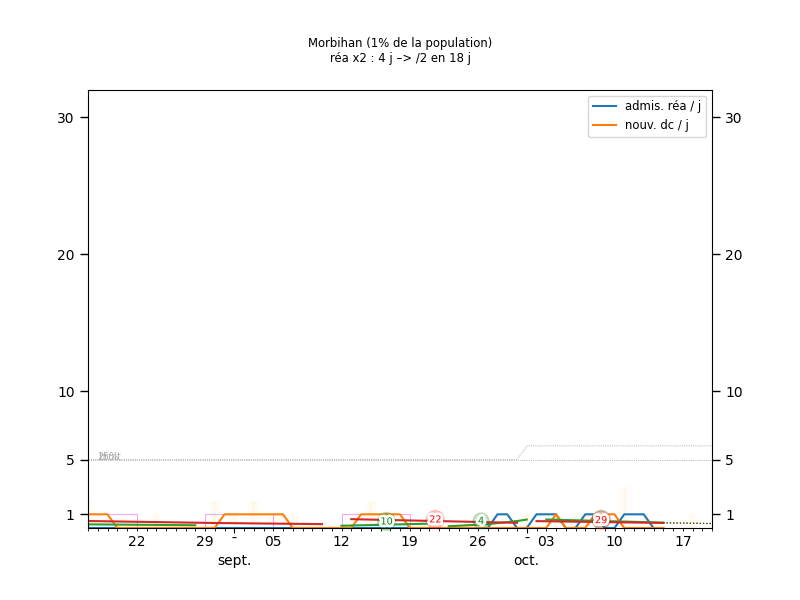 Morbihan (1% de la population)
réa x2 : 4 j –> /2 en 18 j
admis. réa / j
nouv. dc / j
30 30
20 20
10 10
5 5
1 1
10 22 4 29
22 29 - 05 12 19 26 - 03 10 17
sept. oct.